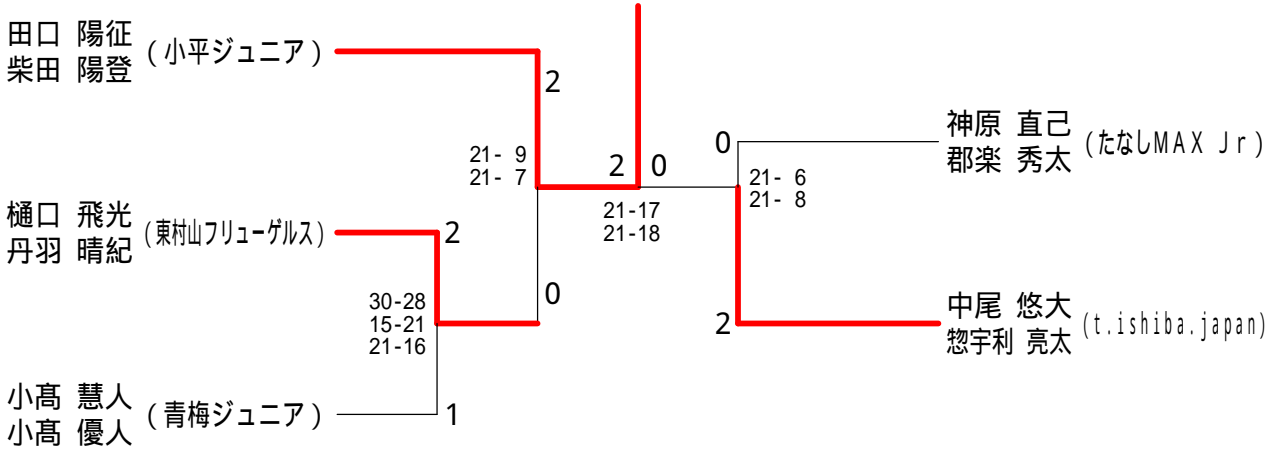 田口 陽征
柴田 陽登
(小平ジュニア)
2
21- 9
21- 7
樋口 飛光
丹羽 晴紀
(東村山フリューゲルス)
2
30-28
15-21
21-16
0
小髙 慧人
小髙 優人
(青梅ジュニア)
1
2
0
21-17
21-18
0
神原 直己
郡楽 秀太
(たなしMAX Jr)
21- 6
21- 8
2
中尾 悠大
惣宇利 亮太
(t.ishiba.japan)